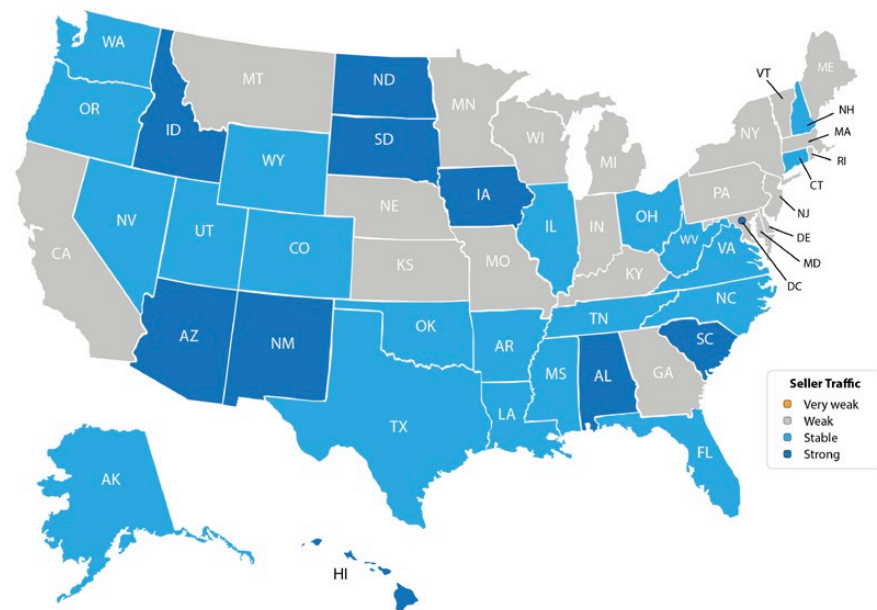 WA
MT
ND
MN
VT
ME
OR
ID
SD
WI
MI
NY
NH
MA
RI
CT
WY
NE
IA
PA
NJ
NV
UT
CO
IL
IN
OH
WV
VA
DE
MD
DC
CA
KS
MO
KY
NC
AZ
NM
OK
AR
TN
SC
MS
AL
GA
TX
LA
FL
AK
HI
Seller Traffic
Very weak
Weak
Stable
Strong